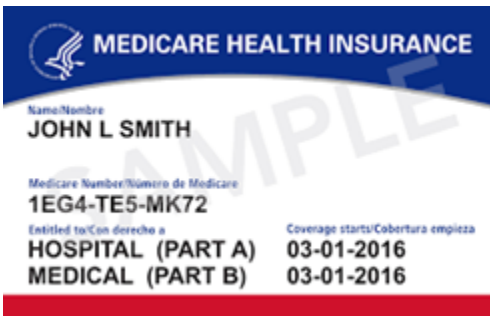 MEDICARE HEALTH INSURANCE
SAMPLE
Name/Nombre
JOHN L SMITH
Medicare Number/Número de Medicare
1EG4-TE5-MK72
Entitled to/Con derecho a Coverage starts/Cobertura empieza
HOSPITAL (PART A) 03-01-2016
MEDICAL (PART B) 03-01-2016